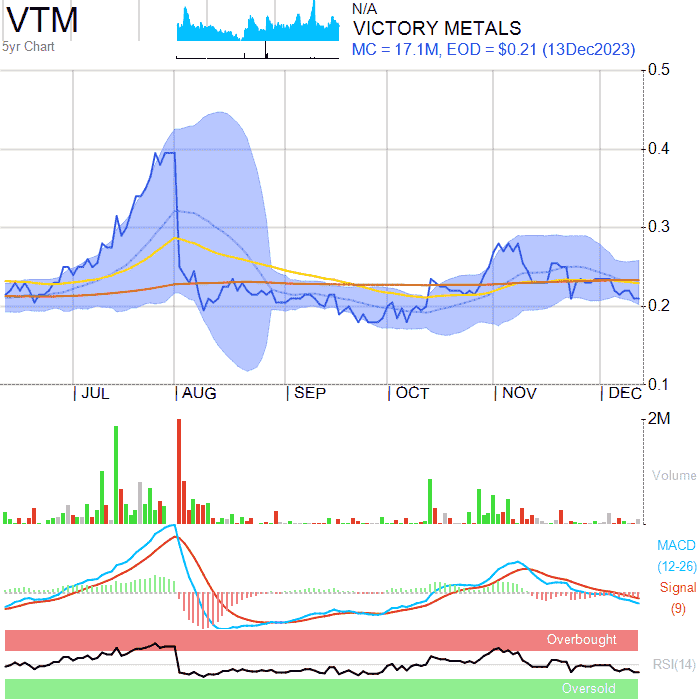 VTM
5yr Chart
N/A
VICTORY METALS
MC = 17.1M, EOD = $0.21 (13Dec2023)
0.5
0.4
0.3
0.2
0.1
JUL AUG SEP OCT NOV DEC
2M
Volume
MACD
(12-26)
Signal
(9)
Overbought
RSI(14)
Oversold